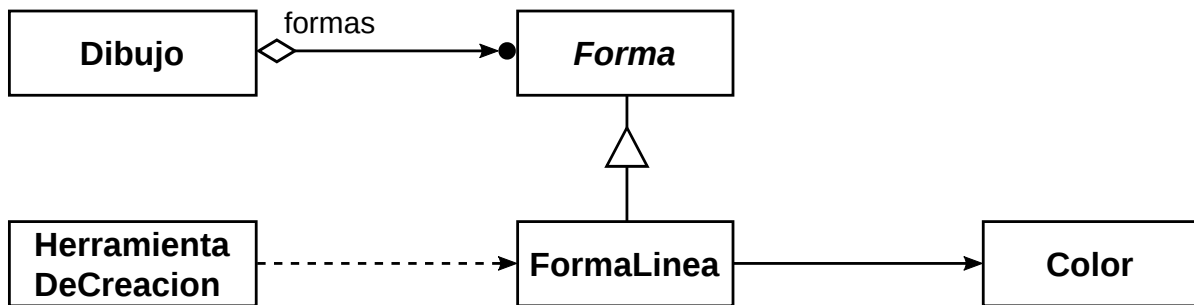 formas
Dibujo
Forma
Herramienta
DeCreacion
FormaLinea
Color